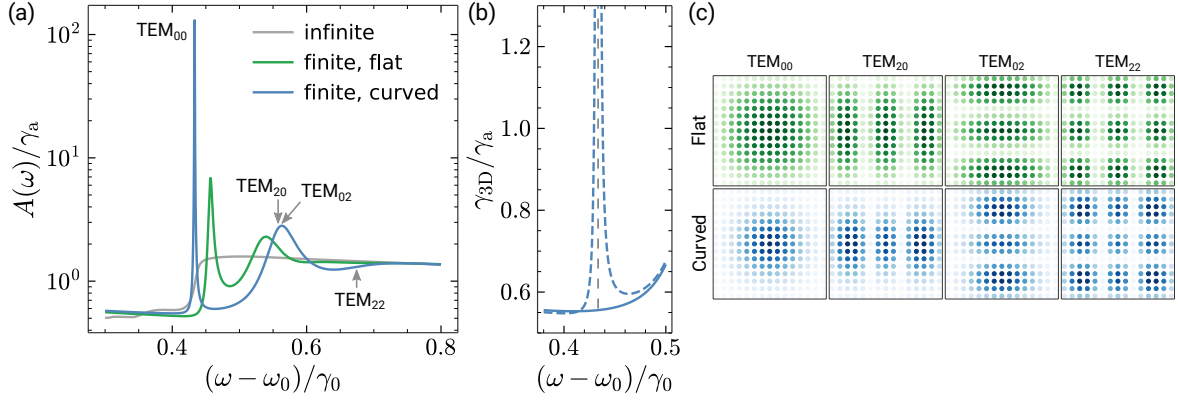 (a)
A(ω)/γₐ
10²
10¹
10⁰
TEM₀₀
infinite
finite, flat
finite, curved
TEM₂₀
TEM₀₂
TEM₂₂
0.4
0.6
0.8
(ω − ω₀)/γ₀
(b)
γ₃D/γₐ
1.2
1.0
0.8
0.6
0.4
0.5
(ω − ω₀)/γ₀
(c)
TEM₀₀ TEM₂₀ TEM₀₂ TEM₂₂
Flat
Curved